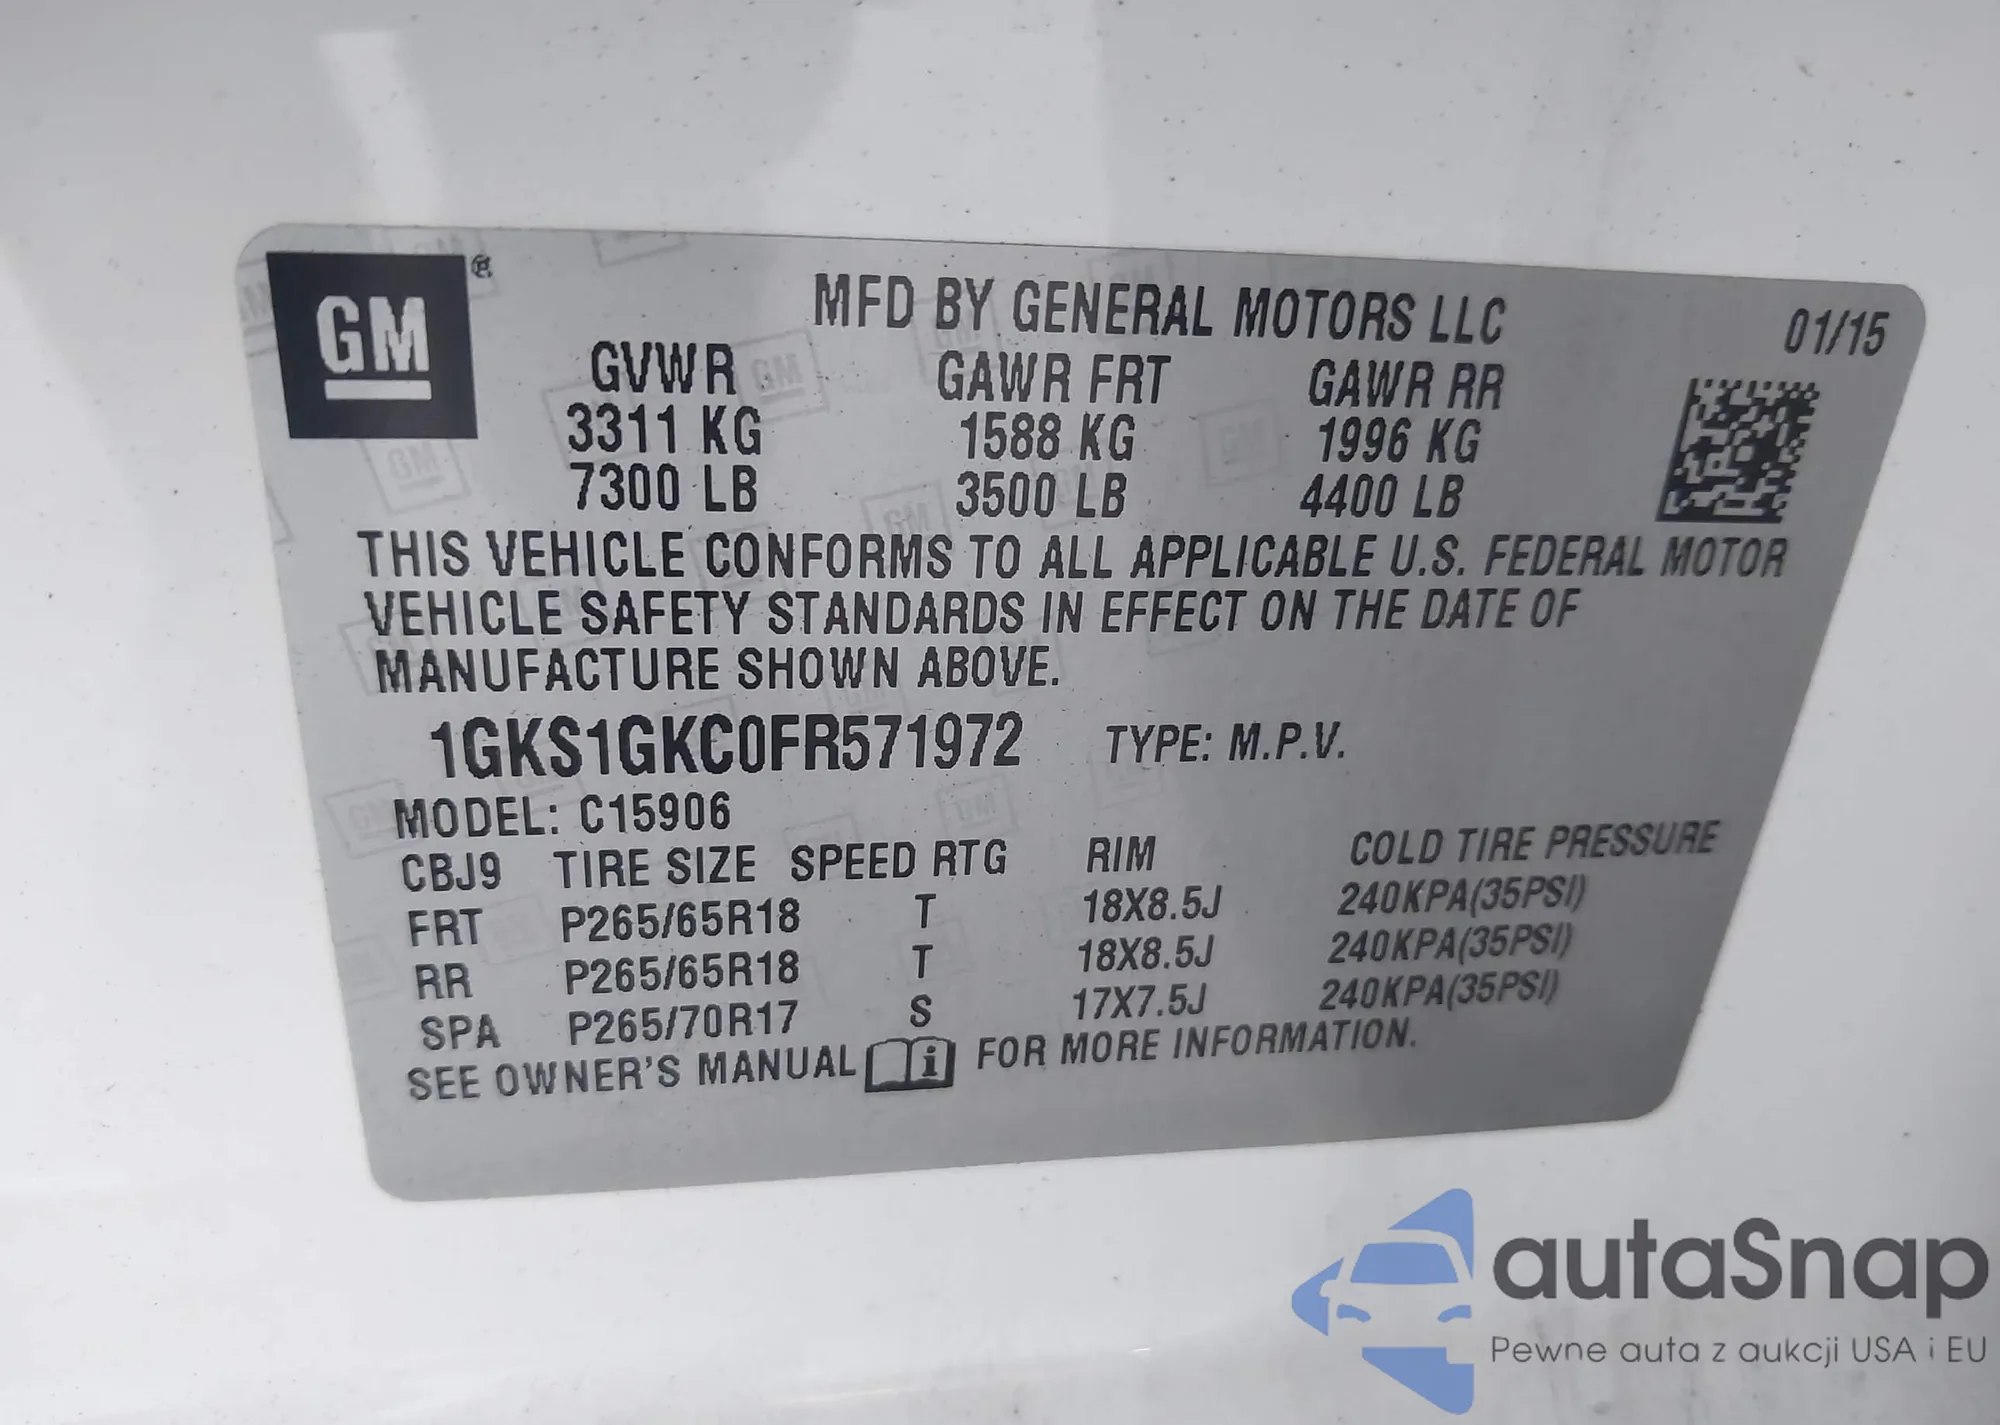 GM ®
MFD BY GENERAL MOTORS LLC 01/15
GVWR GAWR FRT GAWR RR
3311 KG 1588 KG 1996 KG
7300 LB 3500 LB 4400 LB
THIS VEHICLE CONFORMS TO ALL APPLICABLE U.S. FEDERAL MOTOR
VEHICLE SAFETY STANDARDS IN EFFECT ON THE DATE OF
MANUFACTURE SHOWN ABOVE.
1GKS1GKC0FR571972 TYPE: M.P.V.
MODEL: C15906
CBJ9 TIRE SIZE SPEED RTG RIM COLD TIRE PRESSURE
FRT P265/65R18 T 18X8.5J 240KPA(35PSI)
RR P265/65R18 T 18X8.5J 240KPA(35PSI)
SPA P265/70R17 S 17X7.5J 240KPA(35PSI)
SEE OWNER'S MANUAL i FOR MORE INFORMATION.
autaSnap
Pewne auta z aukcji USA i EU